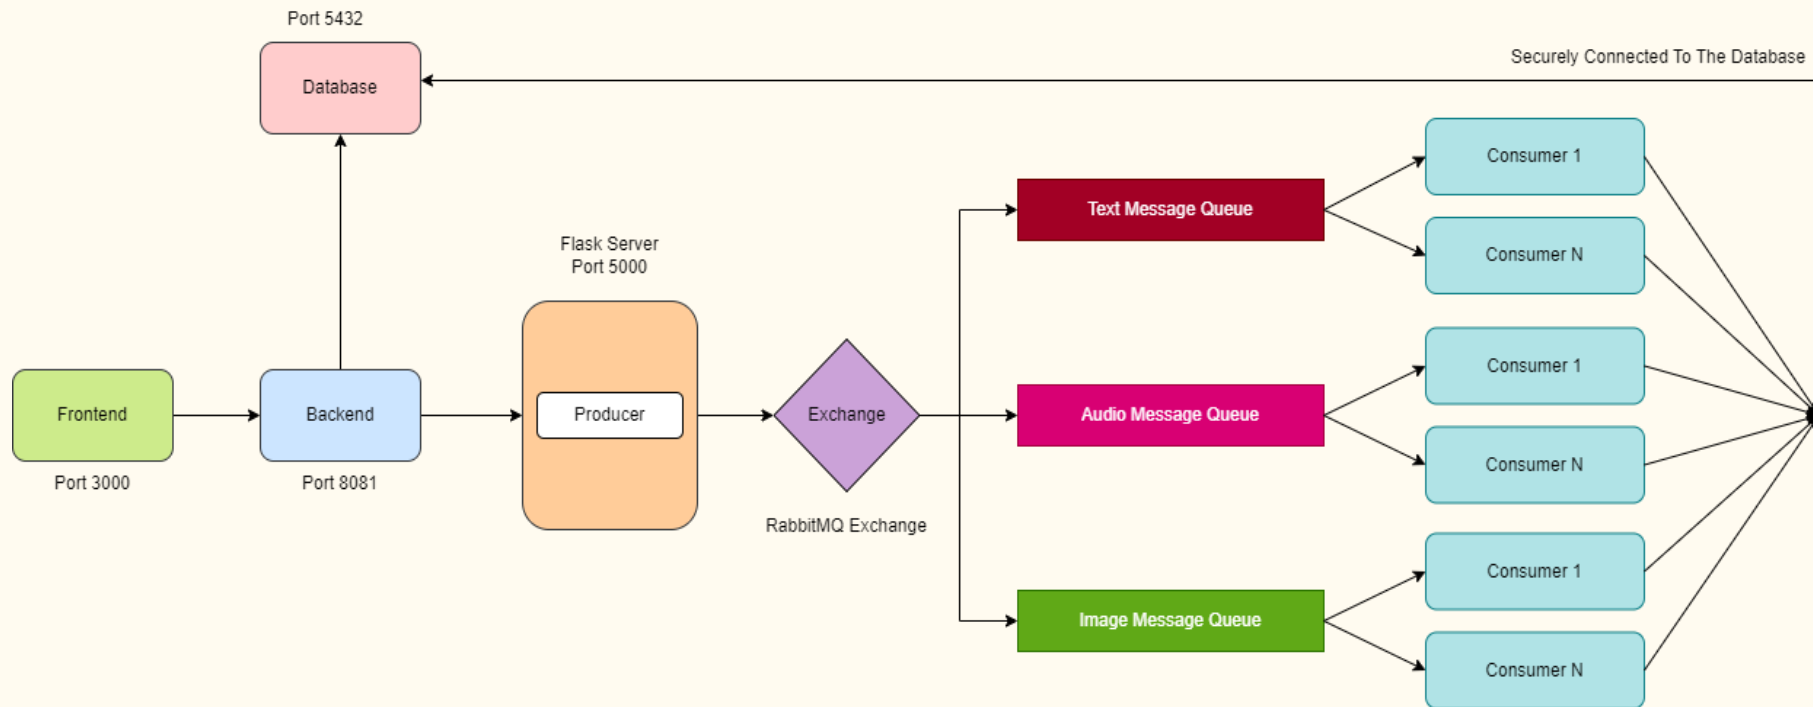 Port 5432
Database
Securely Connected To The Database
Consumer 1
Text Message Queue
Consumer N
Flask Server
Port 5000
Consumer 1
Frontend
Backend
Producer
Exchange
Audio Message Queue
Consumer N
Port 3000
Port 8081
RabbitMQ Exchange
Consumer 1
Image Message Queue
Consumer N